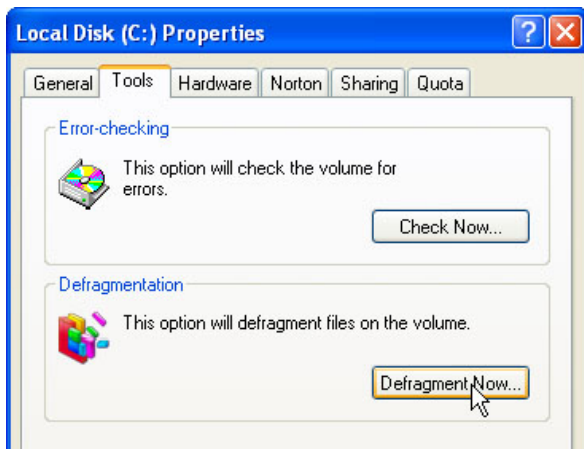 Local Disk (C:) Properties
General Tools Hardware Norton Sharing Quota
Error-checking
This option will check the volume for
errors.
Check Now...
Defragmentation
This option will defragment files on the volume.
Defragment Now...